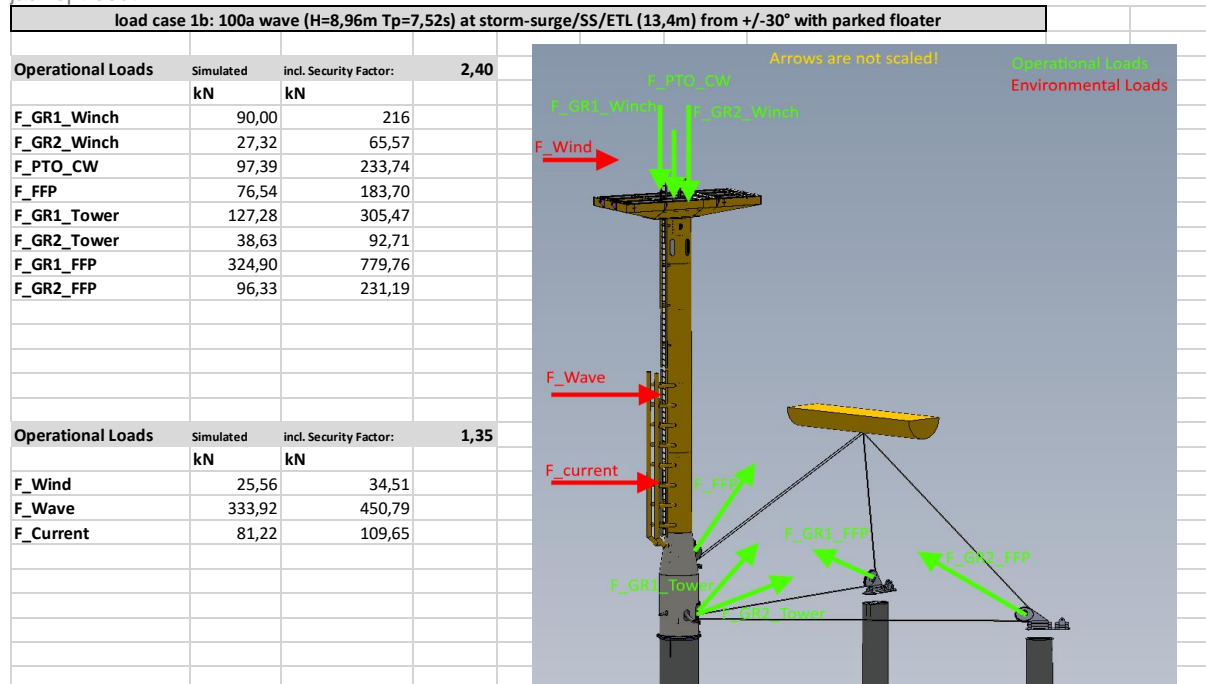 load case 1b: 100a wave (H=8,96m Tp=7,52s) at storm-surge/SS/ETL (13,4m) from +/-30° with parked floater
Operational Loads Simulated incl. Security Factor: 2,40
kN kN
F_GR1_Winch 90,00 216
F_GR2_Winch 27,32 65,57
F_PTO_CW 97,39 233,74
F_FFP 76,54 183,70
F_GR1_Tower 127,28 305,47
F_GR2_Tower 38,63 92,71
F_GR1_FFP 324,90 779,76
F_GR2_FFP 96,33 231,19
Operational Loads Simulated incl. Security Factor: 1,35
kN kN
F_Wind 25,56 34,51
F_Wave 333,92 450,79
F_Current 81,22 109,65
Arrows are not scaled!
Operational Loads
Environmental Loads
F_PTO_CW
F_GR1_Winch
F_GR2_Winch
F_Wind
F_Wave
F_current
F_FFP
F_GR1_FFP
F_GR2_FFP
F_GR1_Tower
F_GR2_Tower